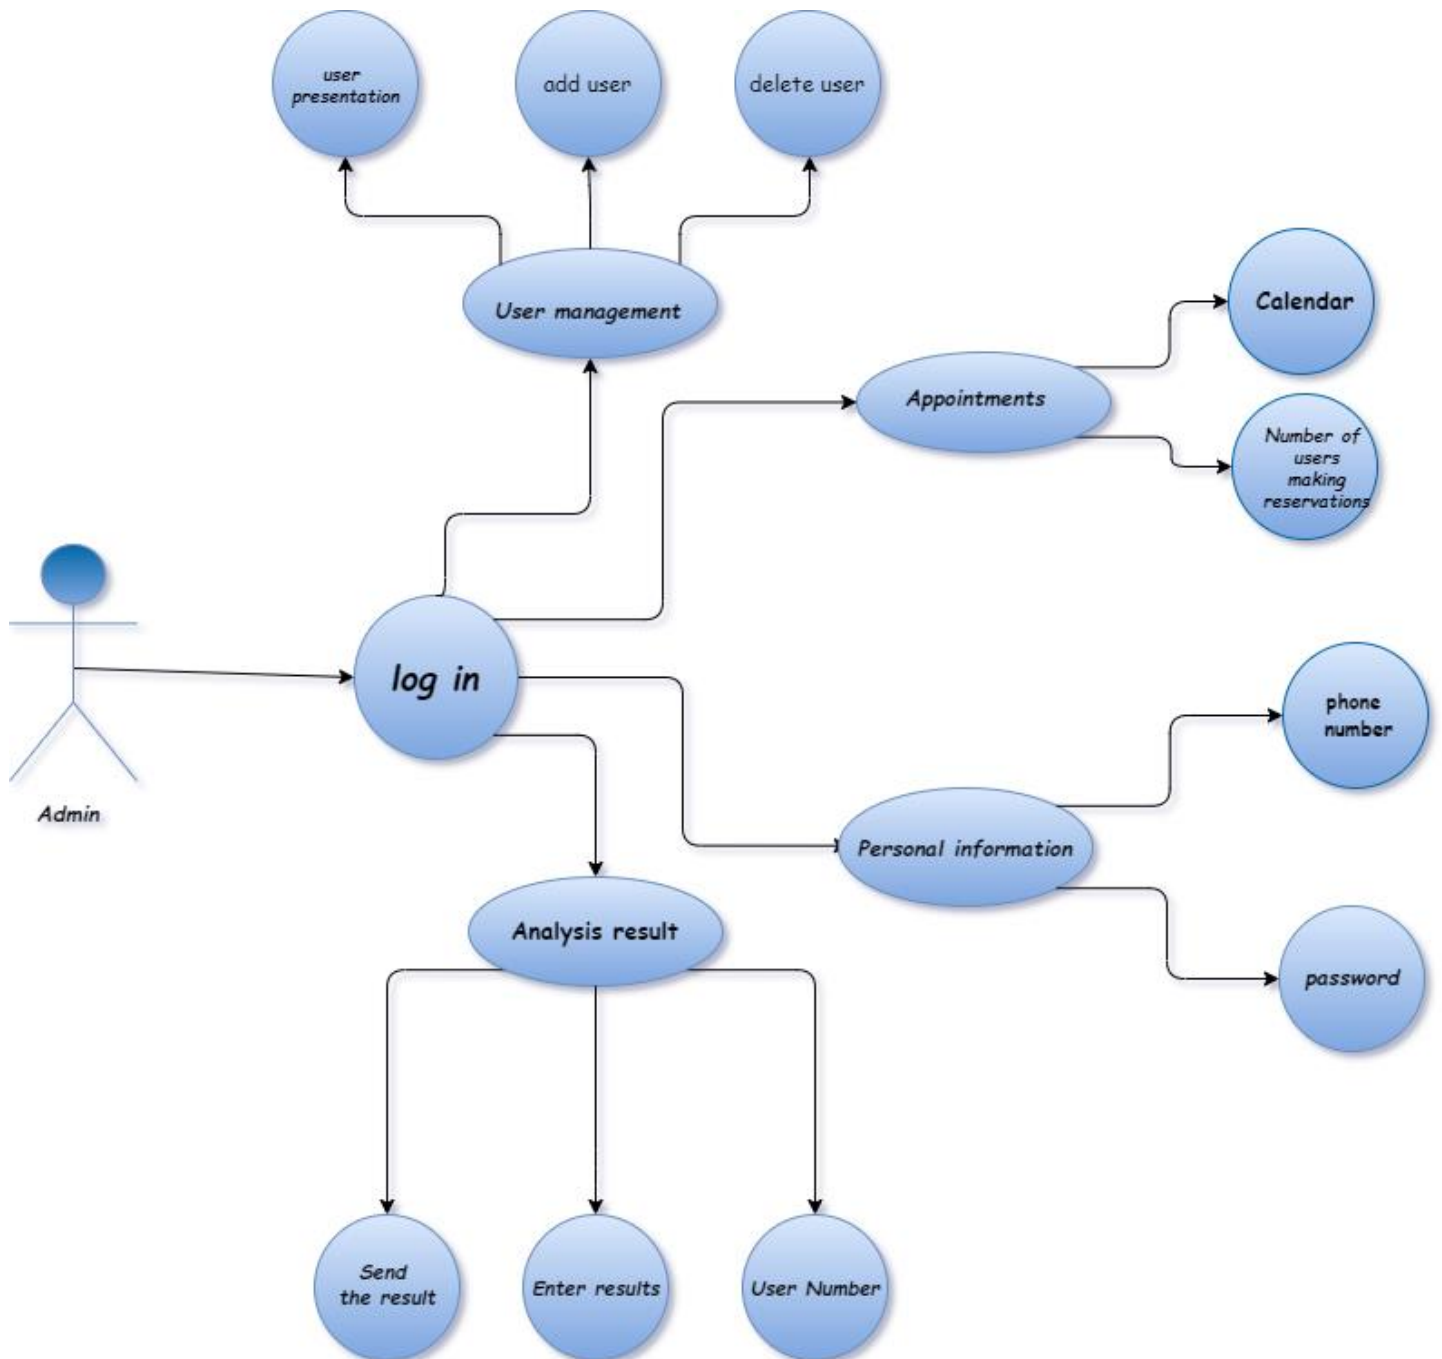 user
presentation
add user
delete user
User management
Calendar
Appointments
Number of
users
making
reservations
log in
Admin
phone
number
Personal information
password
Analysis result
Send
the result
Enter results
User Number